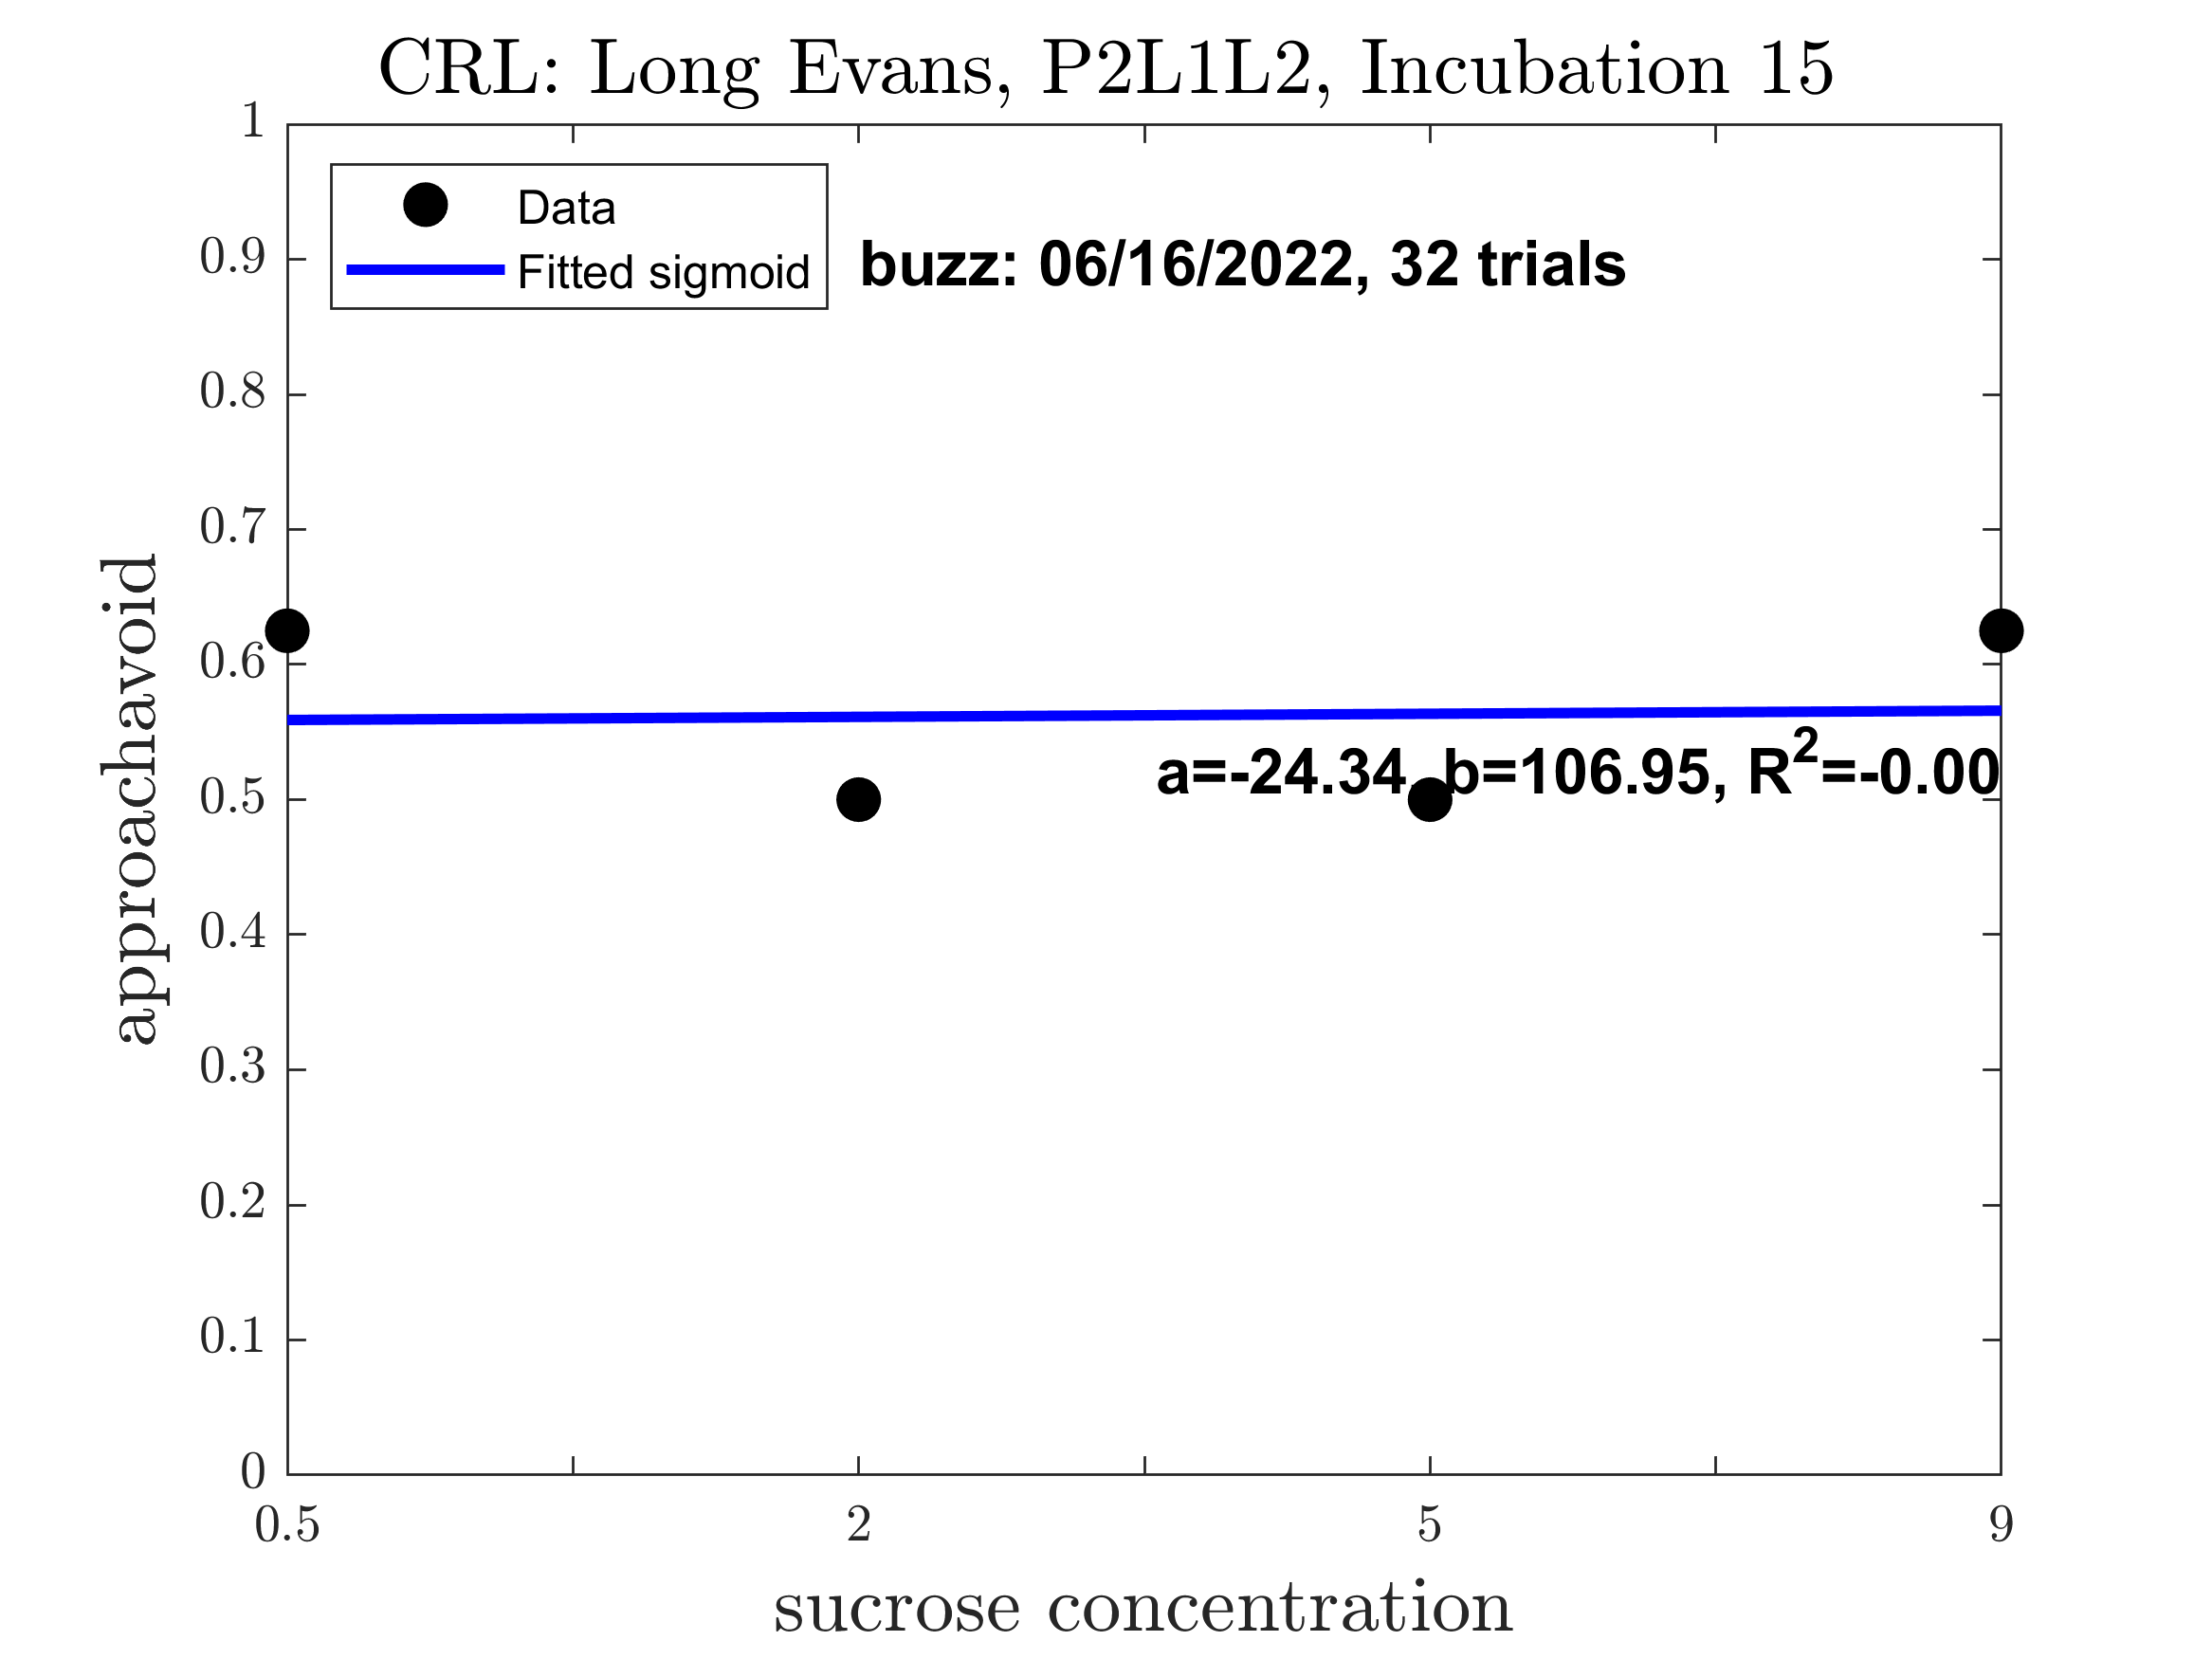 CRL: Long Evans, P2L1L2, Incubation 15
1
Data
Fitted sigmoid
buzz: 06/16/2022, 32 trials
0.9
0.8
0.7
0.6
a=-24.34, b=106.95, R²=-0.00
0.5
0.4
0.3
0.2
0.1
0
approachavoid
0.5 2 5 9
sucrose concentration